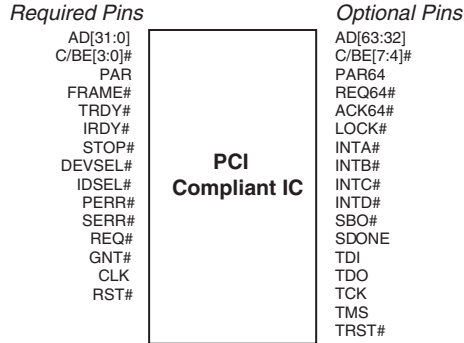 Required Pins
AD[31:0]
C/BE[3:0]#
PAR
FRAME#
TRDY#
IRDY#
STOP#
DEVSEL#
IDSEL#
PERR#
SERR#
REQ#
GNT#
CLK
RST#
PCI
Compliant IC
Optional Pins
AD[63:32]
C/BE[7:4]#
PAR64
REQ64#
ACK64#
LOCK#
INTA#
INTB#
INTC#
INTD#
SBO#
SDONE
TDI
TDO
TCK
TMS
TRST#